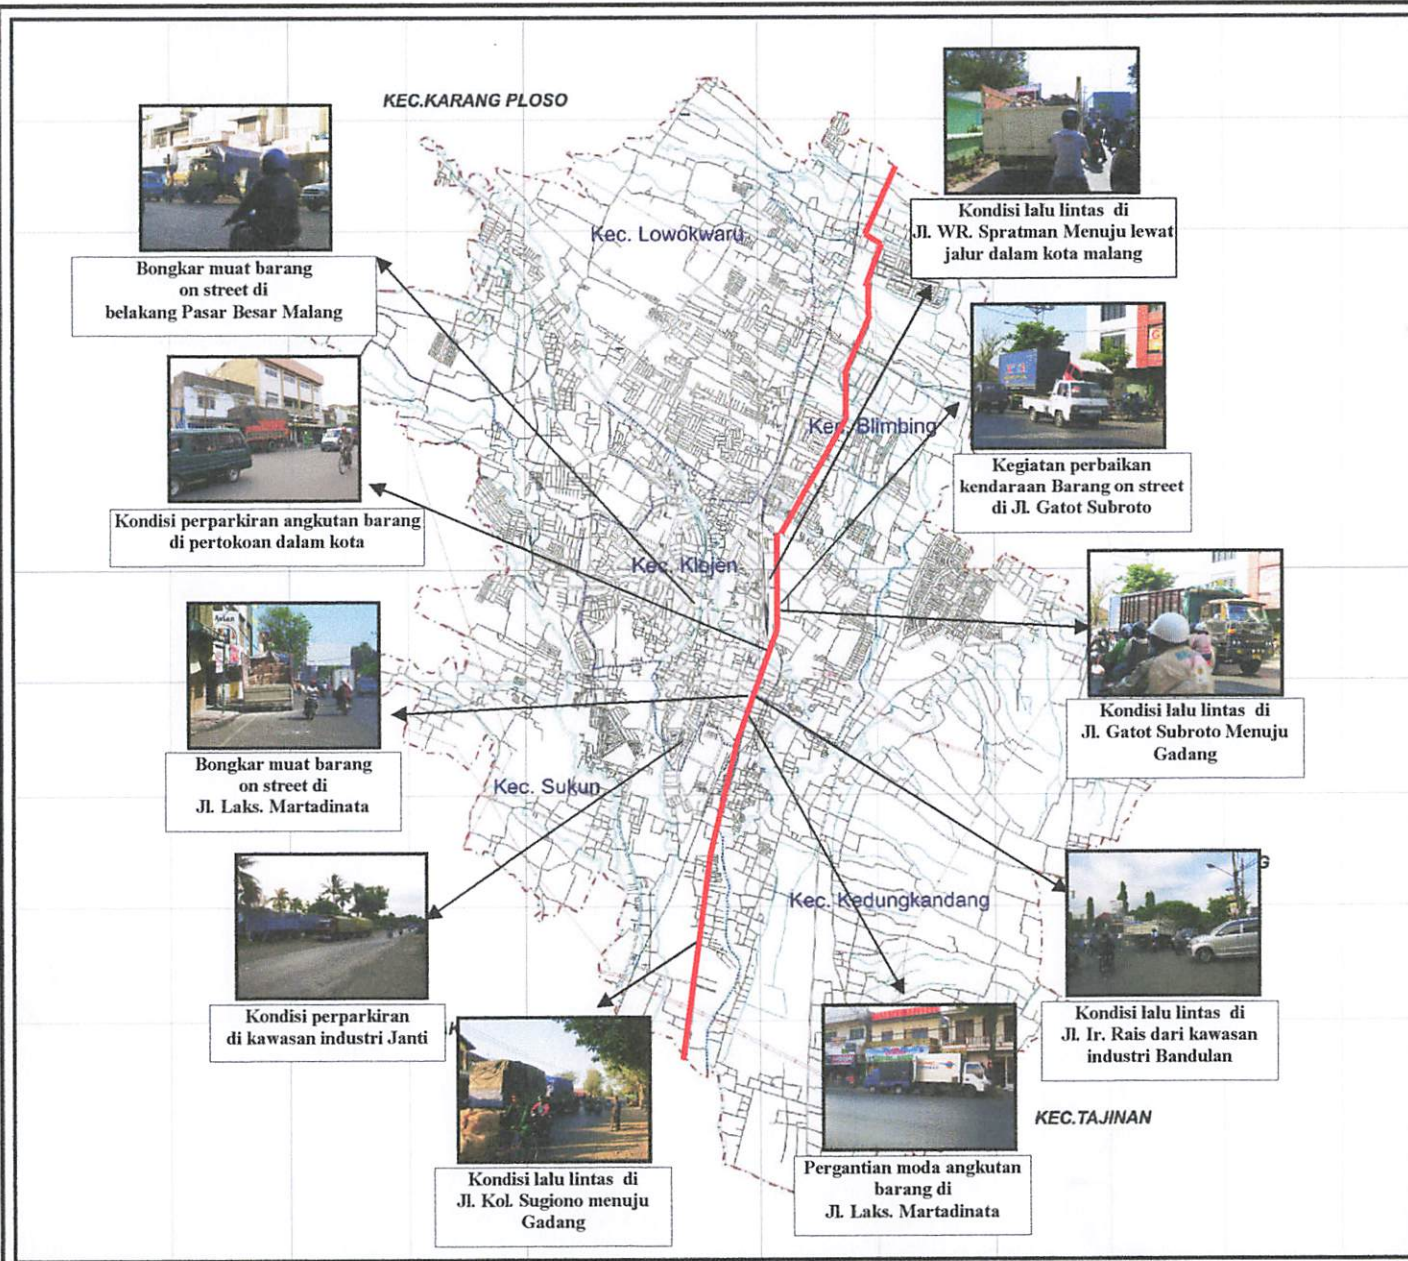 KEC.KARANG PLOSO
Kondisi lalu lintas di
Jl. WR. Spratman Menuju lewat
jalur dalam kota malang
Kec. Lowokwaru
Bongkar muat barang
on street di
belakang Pasar Besar Malang
Kec. Blimbing
Kegiatan perbaikan
kendaraan Barang on street
di Jl. Gatot Subroto
Kondisi perparkiran angkutan barang
di pertokoan dalam kota
Kec. Klojen
Avian
Kondisi lalu lintas di
Jl. Gatot Subroto Menuju
Gadang
Bongkar muat barang
on street di
Jl. Laks. Martadinata
Kec. Sukun
G
Kec. Kedungkandang
Kondisi perparkiran
di kawasan industri Janti
Kondisi lalu lintas di
Jl. Ir. Rais dari kawasan
industri Bandulan
KEC.TAJINAN
Kondisi lalu lintas di
Jl. Kol. Sugiono menuju
Gadang
Pergantian moda angkutan
barang di
Jl. Laks. Martadinata